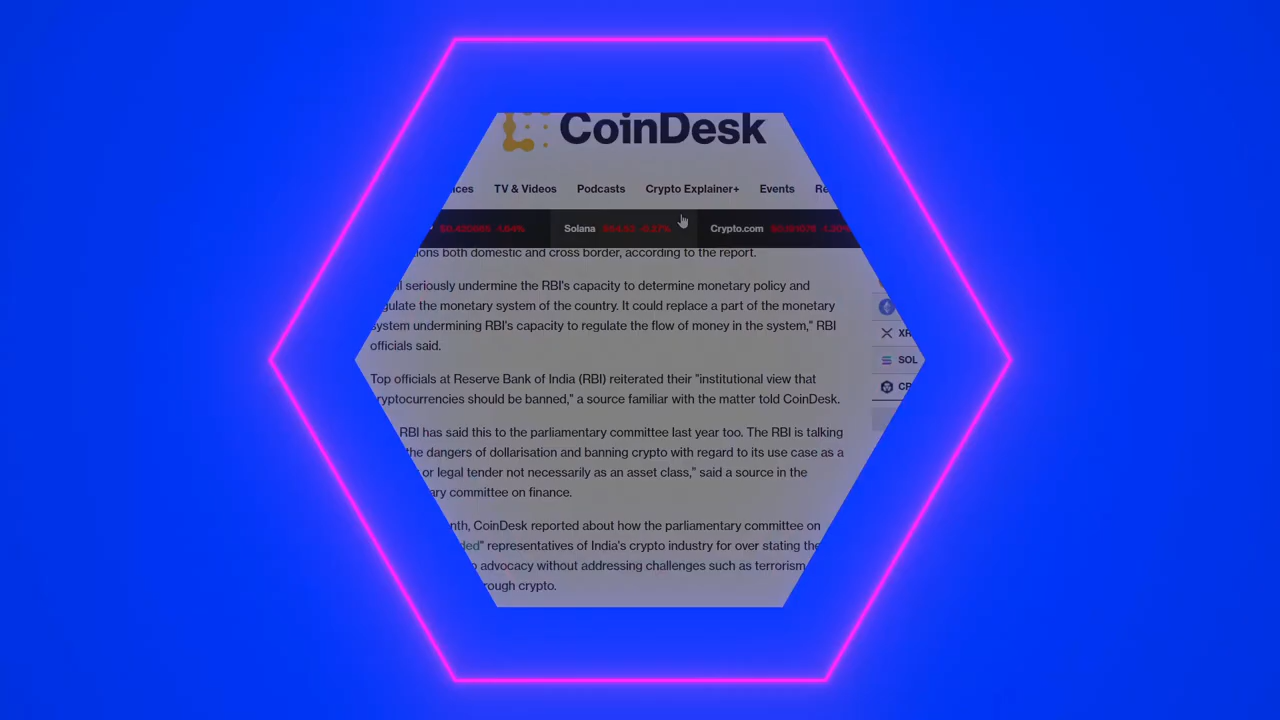 CoinDesk
TV & Videos Podcasts Crypto Explainer+ Events
Solana Crypto.com
both domestic and cross border, according to the report.
seriously undermine the RBI's capacity to determine monetary policy and
the monetary system of the country. It could replace a part of the monetary
system undermining RBI's capacity to regulate the flow of money in the system," RBI
officials said.
Top officials at Reserve Bank of India (RBI) reiterated their "institutional view that
cryptocurrencies should be banned," a source familiar with the matter told CoinDesk.
RBI has said this to the parliamentary committee last year too. The RBI is talking
the dangers of dollarisation and banning crypto with regard to its use case as a
or legal tender not necessarily as an asset class," said a source in the
committee on finance.
CoinDesk reported about how the parliamentary committee on
representatives of India's crypto industry for over stating the
advocacy without addressing challenges such as terrorism
through crypto.
SOL